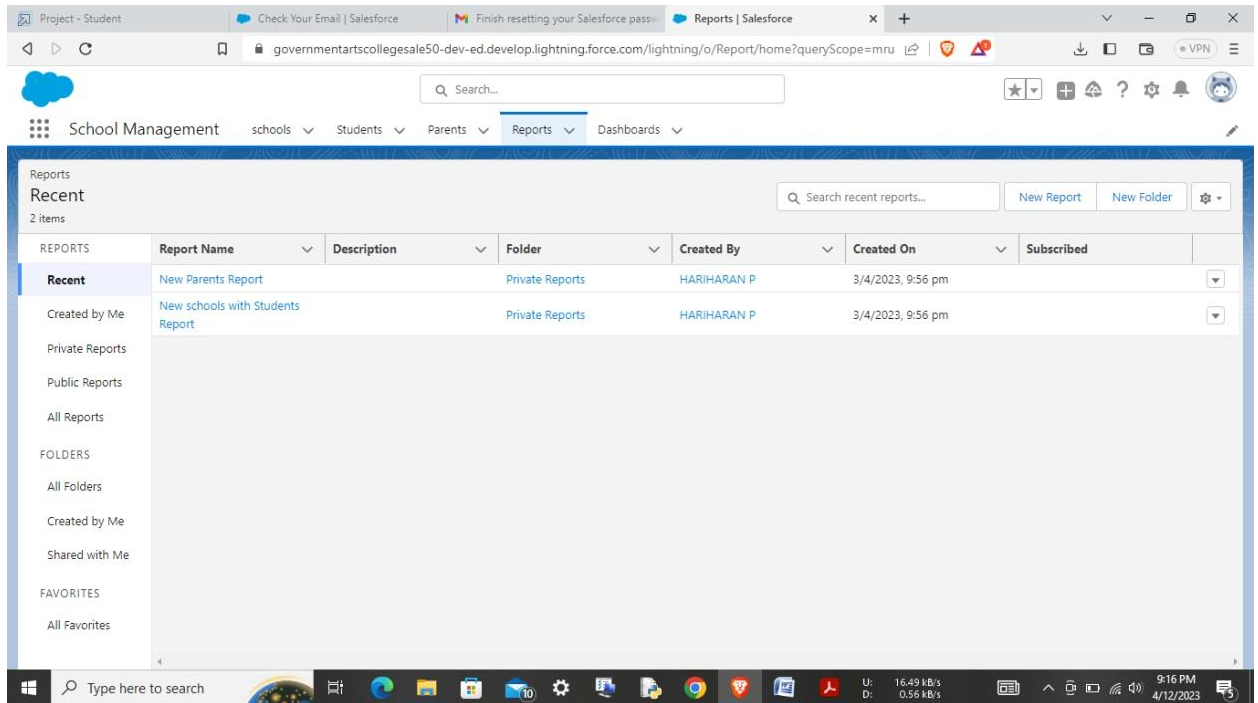 Project - Student
Check Your Email | Salesforce
Finish resetting your Salesforce passw
Reports | Salesforce
governmentartscollegesale50-dev-ed.develop.lightning.force.com/lightning/o/Report/home?queryScope=mru
VPN
Search...
School Management
schools
Students
Parents
Reports
Dashboards
Reports
Recent
2 items
Search recent reports...
New Report
New Folder
REPORTS
Recent
Created by Me
Private Reports
Public Reports
All Reports
FOLDERS
All Folders
Created by Me
Shared with Me
FAVORITES
All Favorites
Report Name Description Folder Created By Created On Subscribed
New Parents Report Private Reports HARIHARAN P 3/4/2023, 9:56 pm
New schools with Students
Report Private Reports HARIHARAN P 3/4/2023, 9:56 pm
Type here to search
10
U: 16.49 kB/s
D: 0.56 kB/s
9:16 PM
4/12/2023
5